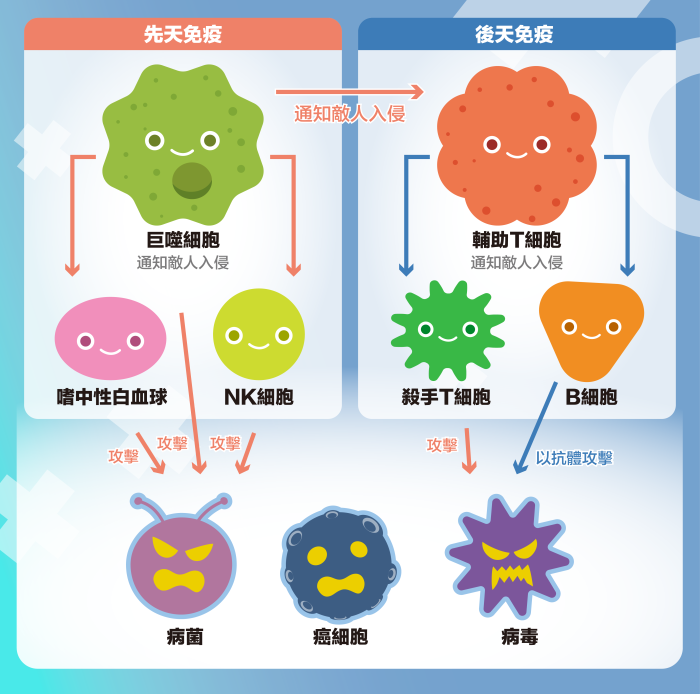 先天免疫
後天免疫
通知敵人入侵
巨噬細胞
通知敵人入侵
輔助T細胞
通知敵人入侵
嗜中性白血球
NK細胞
殺手T細胞
B細胞
攻擊
攻擊
攻擊
攻擊
以抗體攻擊
病菌
癌細胞
病毒